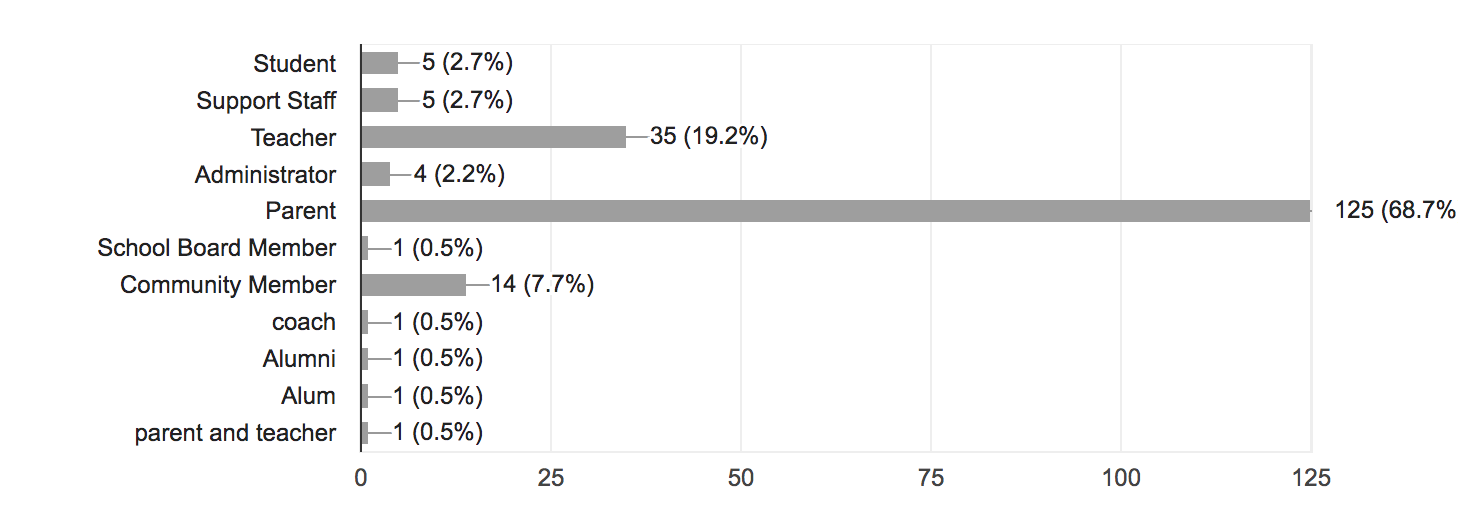 Student 5 (2.7%)
Support Staff 5 (2.7%)
Teacher 35 (19.2%)
Administrator 4 (2.2%)
Parent 125 (68.7%
School Board Member 1 (0.5%)
Community Member 14 (7.7%)
coach 1 (0.5%)
Alumni 1 (0.5%)
Alum 1 (0.5%)
parent and teacher 1 (0.5%)
0 25 50 75 100 125